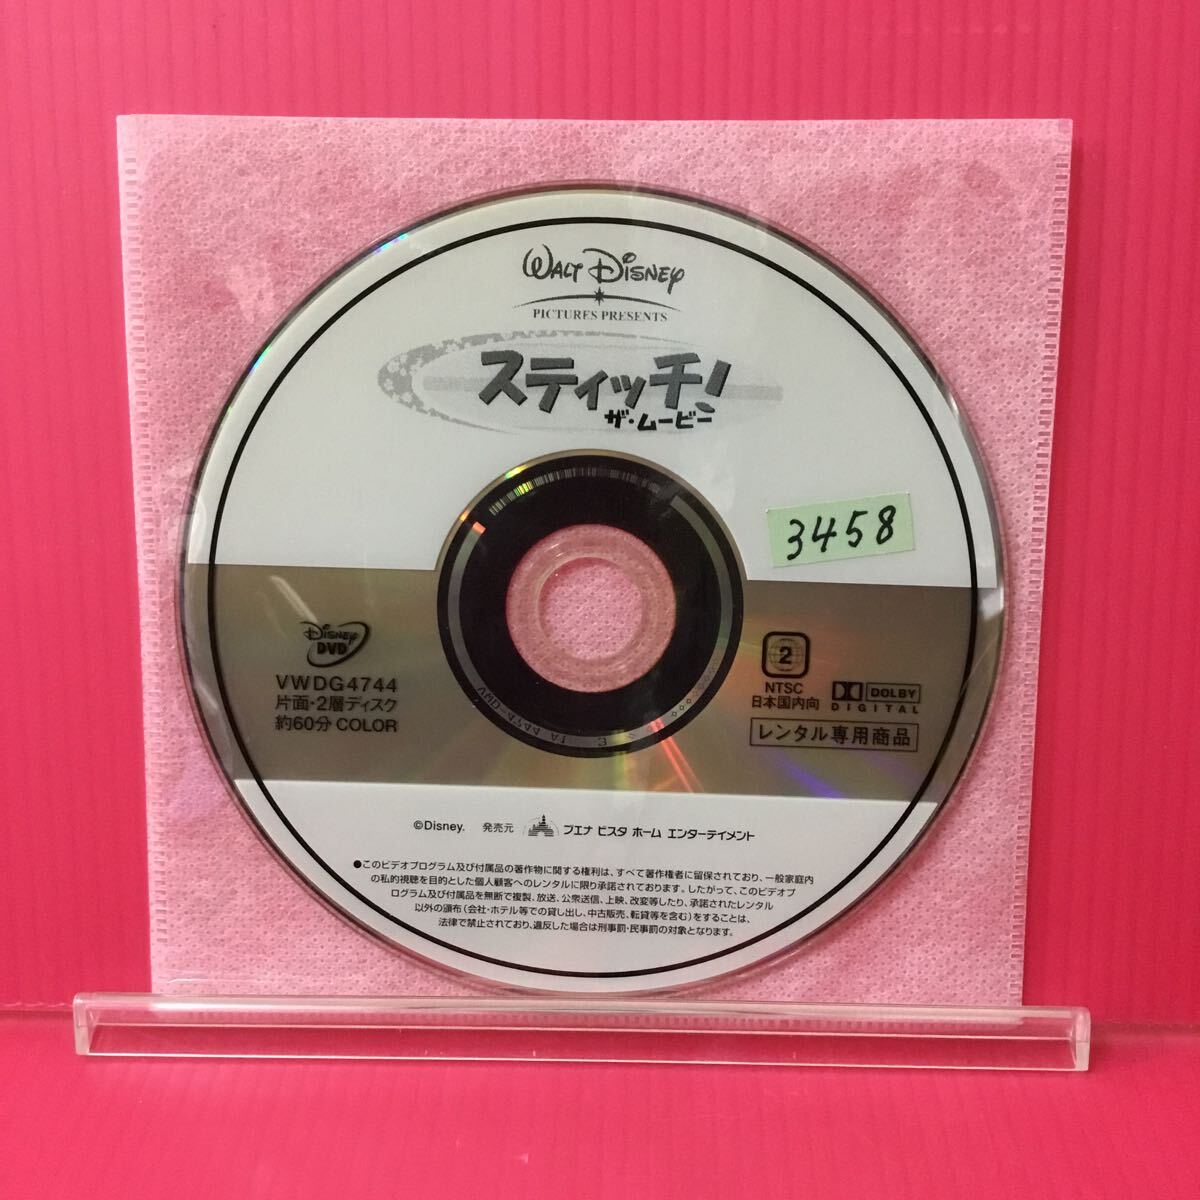 WALT DISNEY
PICTURES PRESENTS
スティッチ!
ザ・ムービー
3458
DISNEY
DVD
VWDG4744
片面・2層ディスク
約60分 COLOR
2
NTSC
日本国内向
DOLBY
DIGITAL
レンタル専用商品
©Disney. 発売元 ブエナ ビスタ ホーム エンターテイメント
●このビデオプログラム及び付属品の著作物に関する権利は、すべて著作権者に留保されており、一般家庭内
の私的視聴を目的とした個人顧客へのレンタルに限り承諾されております。したがって、このビデオプ
ログラム及び付属品を無断で複製、放送、公衆送信、上映、改変等したり、承諾されたレンタル
以外の頒布(会社・ホテル等での貸し出し、中古販売、転貸等を含む)をすることは、
法律で禁止されており、違反した場合は刑事罰・民事罰の対象となります。